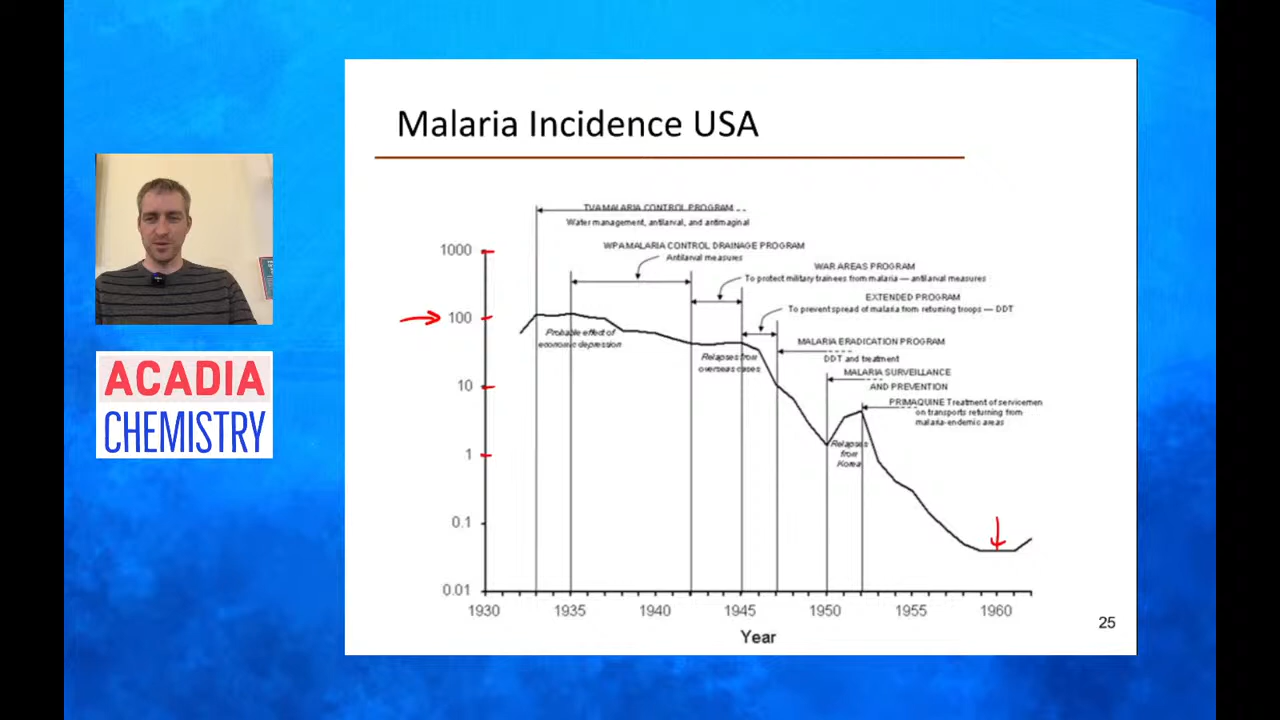 Malaria Incidence USA
TVA MALARIA CONTROL PROGRAM
Water management, antilarval, and antimaginal
WPA MALARIA CONTROL DRAINAGE PROGRAM
Antilarval measures
WAR AREAS PROGRAM
To protect military trainees from malaria — antilarval measures
EXTENDED PROGRAM
To prevent spread of malaria from returning troops — DDT
MALARIA ERADICATION PROGRAM
DDT and treatment
MALARIA SURVEILLANCE
AND PREVENTION
PRIMAQUINE Treatment of servicemen
on transports returning from
malaria-endemic areas
Probable effect of
economic depression
Relapses from
overseas cases
Relapses
from
Korea
1000
100
10
1
0.1
0.01
1930 1935 1940 1945 1950 1955 1960
Year
25
ACADIA
CHEMISTRY